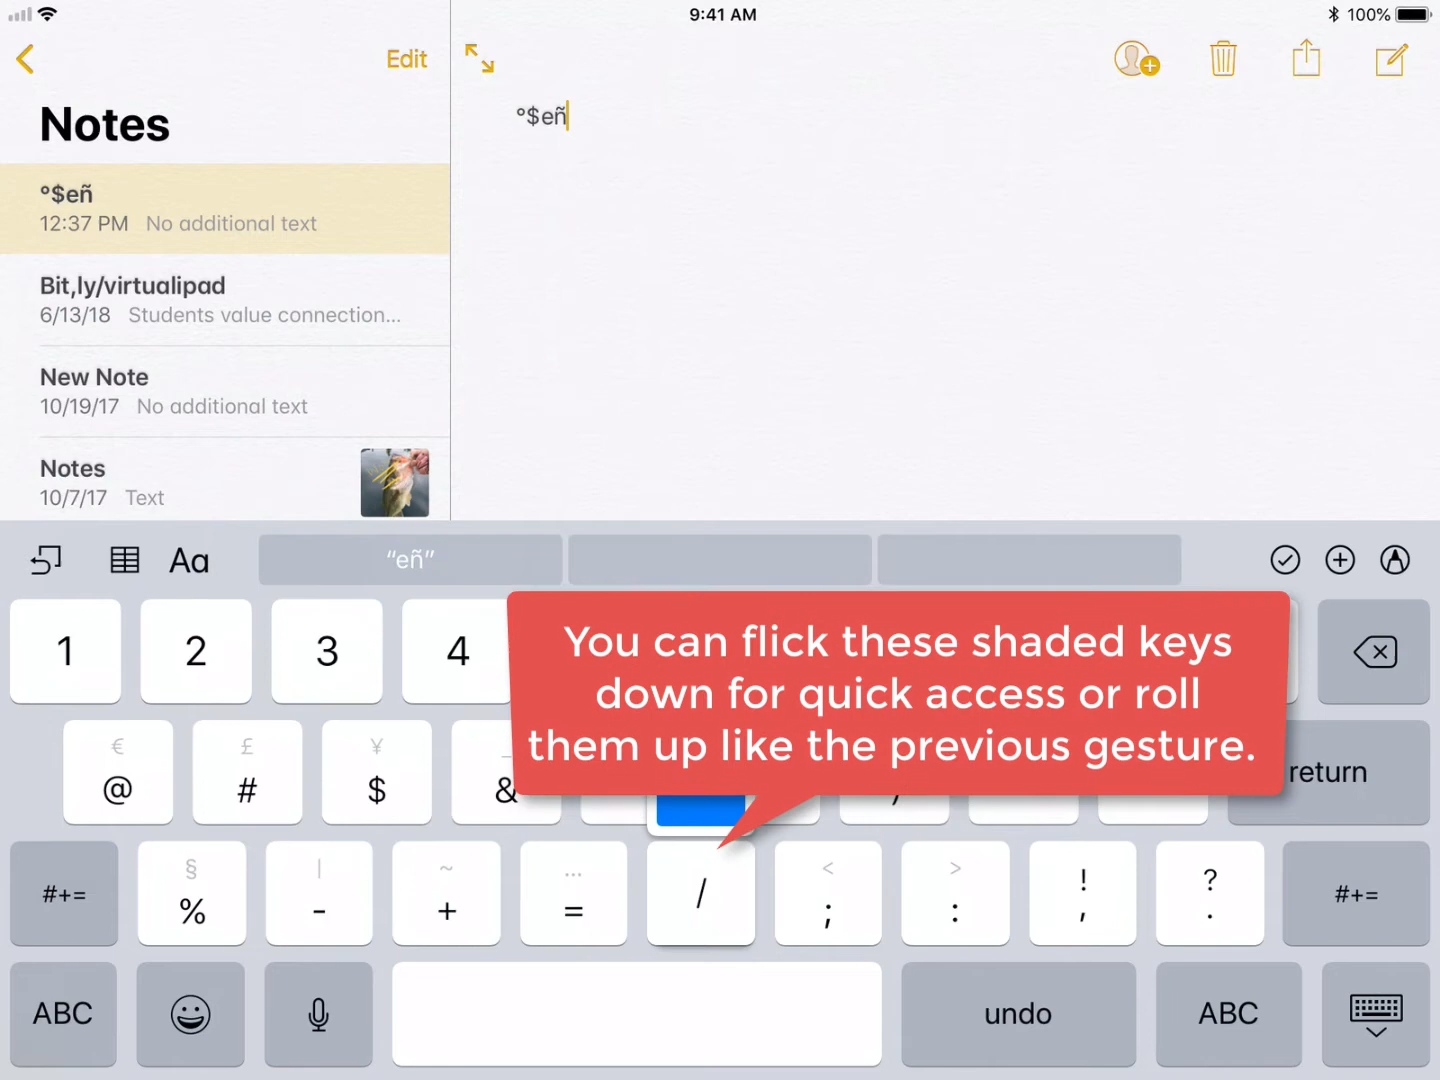 9:41 AM
100%
Edit
Notes
°$eñ
12:37 PM No additional text
Bit,ly/virtualipad
6/13/18 Students value connection...
New Note
10/19/17 No additional text
Notes
10/7/17 Text
°$eñ
Aa
“eñ”
1 2 3 4
You can flick these shaded keys
down for quick access or roll
them up like the previous gesture.
€ £ ¥
@ # $ &
return
§ | ~ … < > ! ?
#+= % - + = / ; : , . #+=
ABC undo ABC